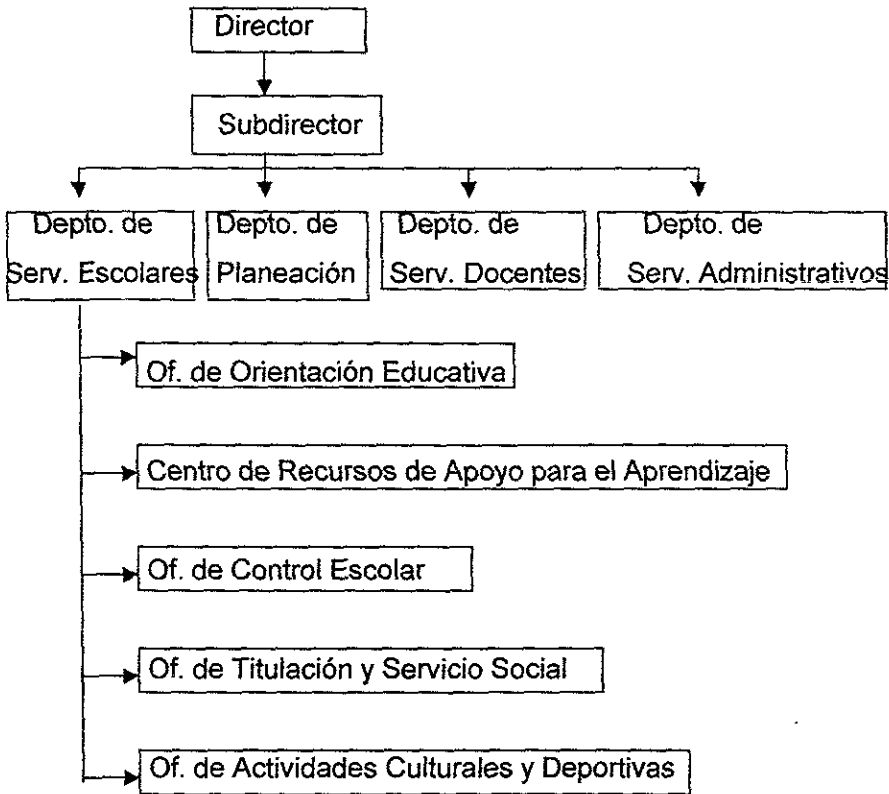 Director
Subdirector
Depto. de
Serv. Escolares
Depto. de
Planeación
Depto. de
Serv. Docentes
Depto. de
Serv. Administrativos
Of. de Orientación Educativa
Centro de Recursos de Apoyo para el Aprendizaje
Of. de Control Escolar
Of. de Titulación y Servicio Social
Of. de Actividades Culturales y Deportivas